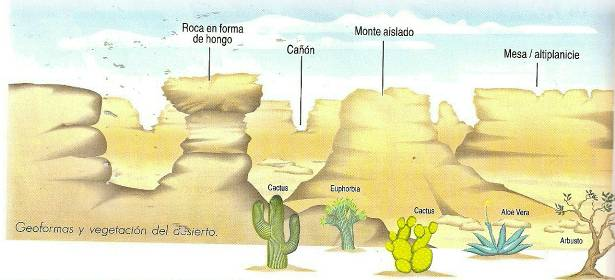 Roca en forma
de hongo
Cañón
Monte aislado
Mesa / altiplanicie
Cactus
Euphorbia
Cactus
Aloe Vera
Arbusto
Geoformas y vegetación del desierto.